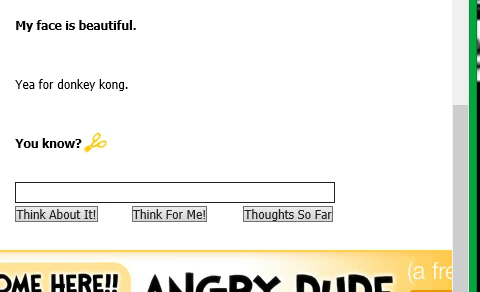 My face is beautiful.
Yea for donkey kong.
You know?
Think About It! Think For Me! Thoughts So Far
OME HERE!! ANGRY DUDE (a fre